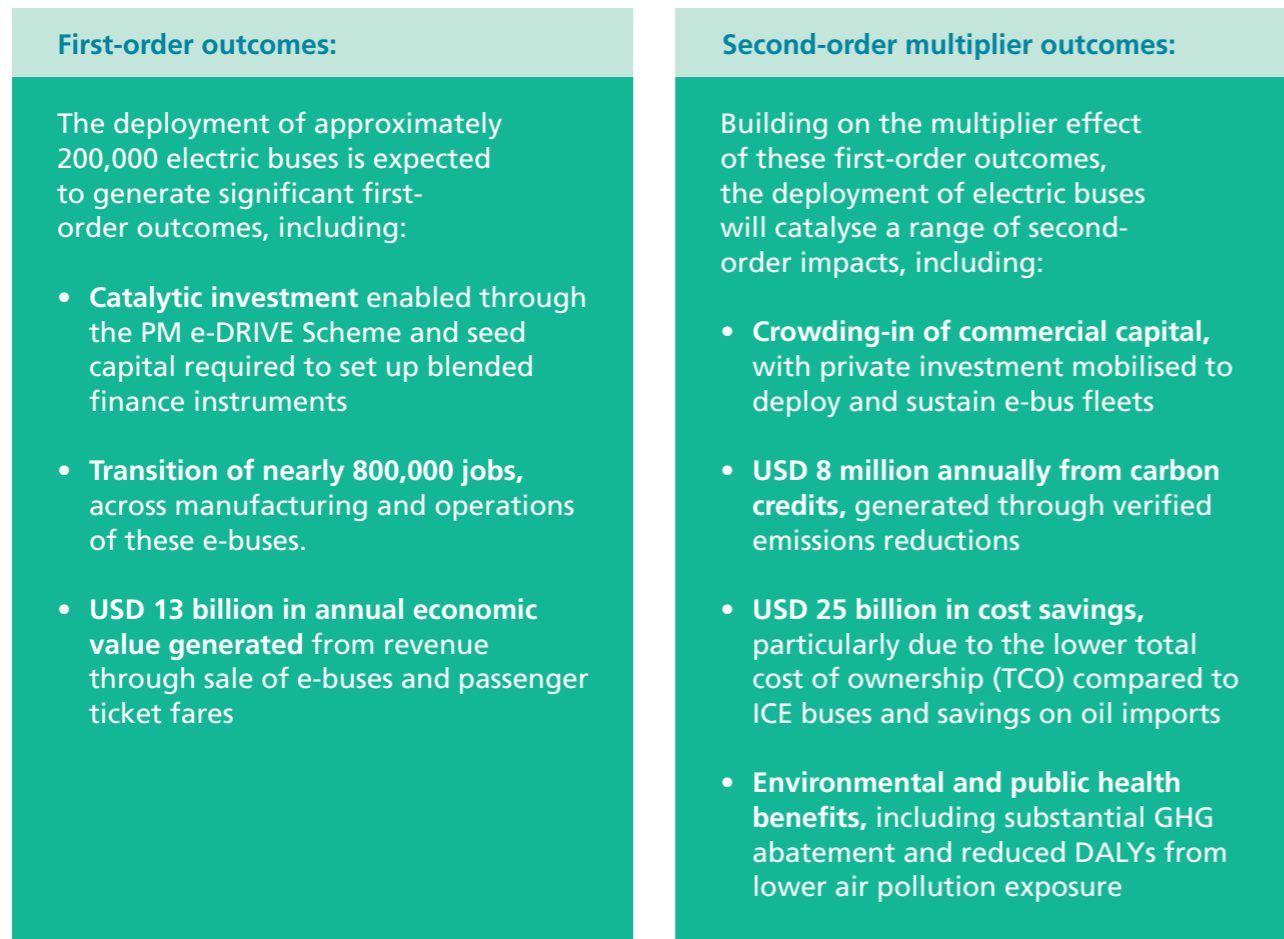 First-order outcomes:
The deployment of approximately
200,000 electric buses is expected
to generate significant first-
order outcomes, including:
• Catalytic investment enabled through
the PM e-DRIVE Scheme and seed
capital required to set up blended
finance instruments
• Transition of nearly 800,000 jobs,
across manufacturing and operations
of these e-buses.
• USD 13 billion in annual economic
value generated from revenue
through sale of e-buses and passenger
ticket fares
Second-order multiplier outcomes:
Building on the multiplier effect
of these first-order outcomes,
the deployment of electric buses
will catalyse a range of second-
order impacts, including:
• Crowding-in of commercial capital,
with private investment mobilised to
deploy and sustain e-bus fleets
• USD 8 million annually from carbon
credits, generated through verified
emissions reductions
• USD 25 billion in cost savings,
particularly due to the lower total
cost of ownership (TCO) compared to
ICE buses and savings on oil imports
• Environmental and public health
benefits, including substantial GHG
abatement and reduced DALYs from
lower air pollution exposure